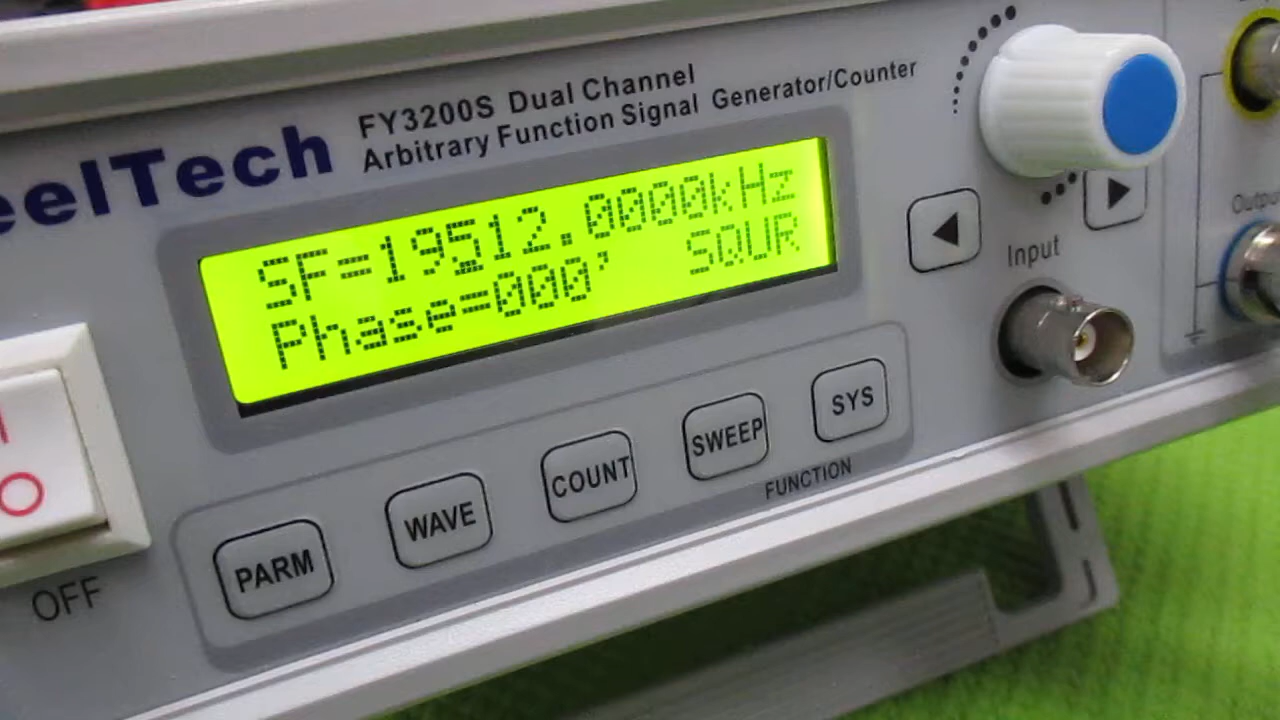 eelTech
FY3200S Dual Channel
Arbitrary Function Signal Generator/Counter
SF=19512.0000kHz
Phase=000' SQUR
Input
PARM
WAVE
COUNT
SWEEP
SYS
FUNCTION
OFF